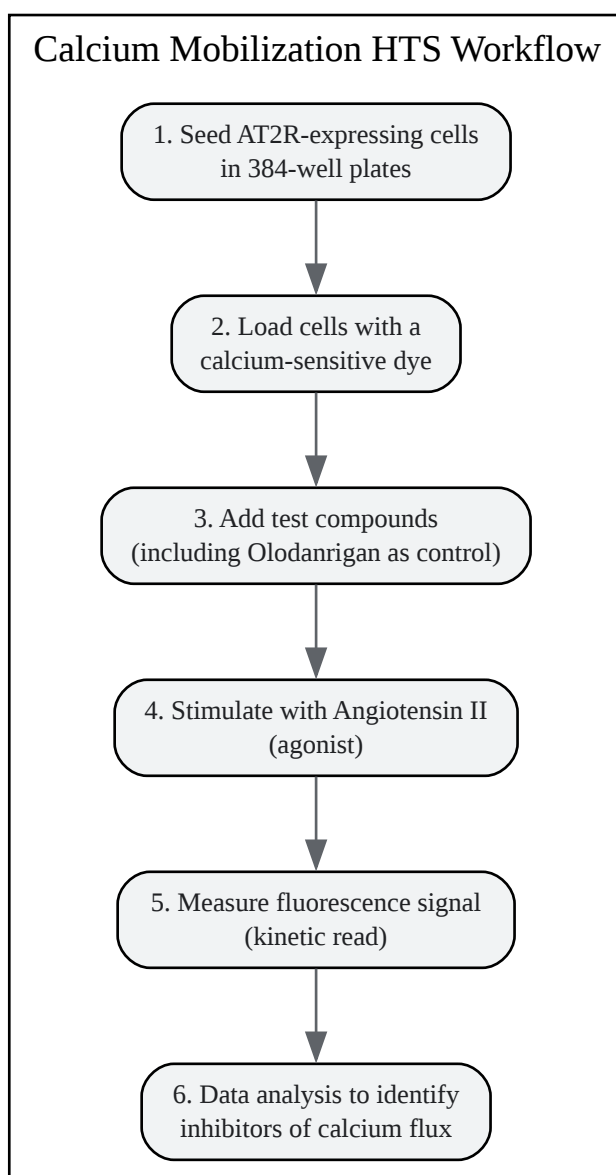 Calcium Mobilization HTS Workflow
1. Seed AT2R-expressing cells
in 384-well plates
2. Load cells with a
calcium-sensitive dye
3. Add test compounds
(including Olodanrigan as control)
4. Stimulate with Angiotensin II
(agonist)
5. Measure fluorescence signal
(kinetic read)
6. Data analysis to identify
inhibitors of calcium flux